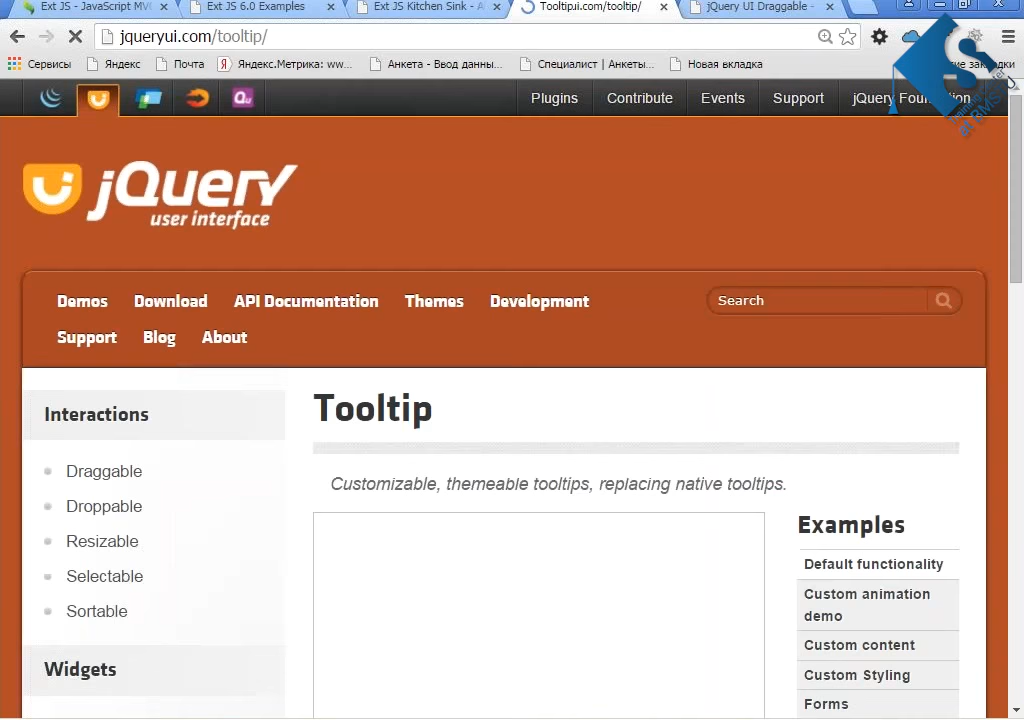 Ext JS - JavaScript MV
Ext JS 6.0 Examples
Ext JS Kitchen Sink -
Tooltip.ii.com/tooltip/
jQuery UI Draggable -
jqueryui.com/tooltip/
Сервисы
Яндекс
Почта
Яндекс.Метрика: ww...
Анкета - Ввод данны...
Специалист | Анкеты...
Новая вкладка
Plugins
Contribute
Events
Support
jQuery
jQuery
user interface
Demos Download API Documentation Themes Development
Search
Support Blog About
Interactions
Draggable
Droppable
Resizable
Selectable
Sortable
Widgets
Tooltip
Customizable, themeable tooltips, replacing native tooltips.
Examples
Default functionality
Custom animation
demo
Custom content
Custom Styling
Forms